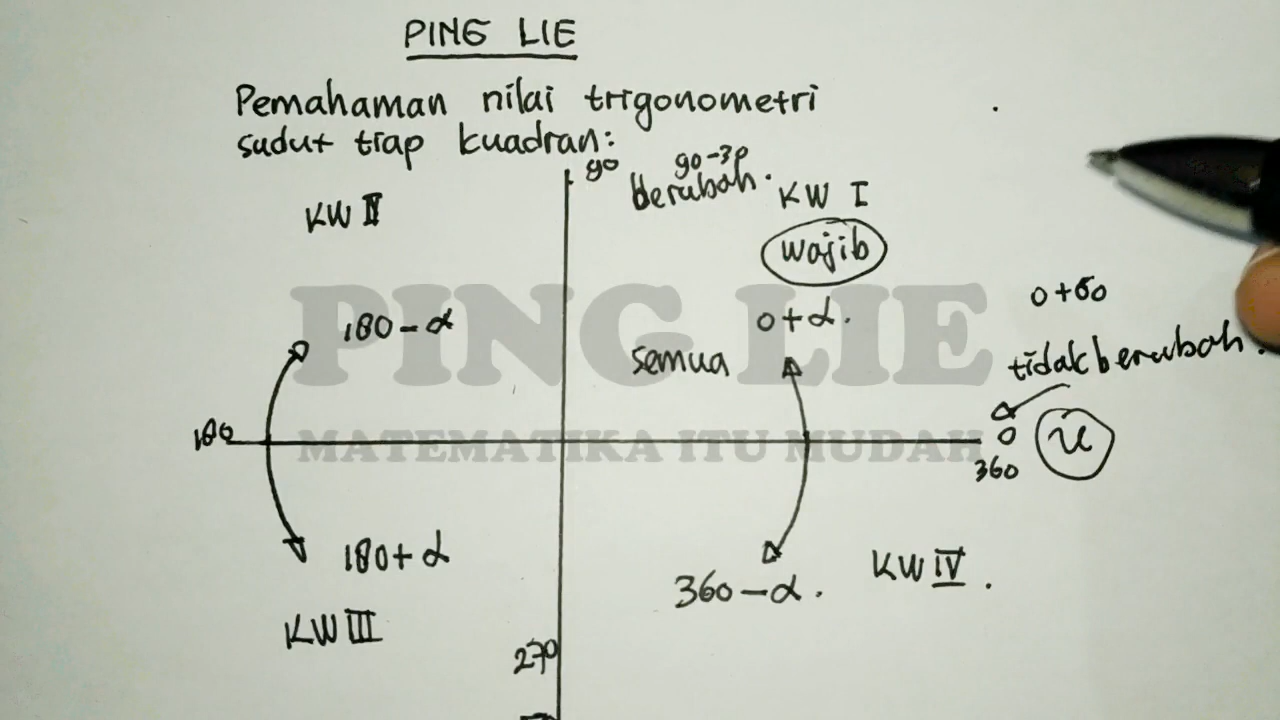 PING LIE
Pemahaman nilai trigonometri
sudut tiap kuadran:
90
90-30
berubah.
KW II
KW I
wajib
PING LIE
180-α
0+α.
0+60
semua
tidak berubah.
180
MATEMATIKA ITU MUDAH
0
360
180+α
360-α.
KW IV.
KW III
270